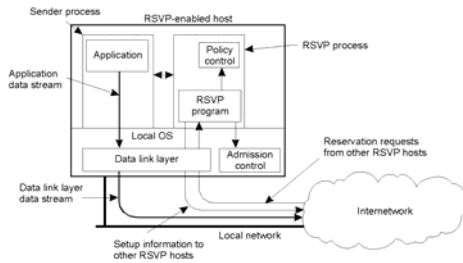 Sender process
RSVP-enabled host
Application
Policy
control
RSVP process
Application
data stream
RSVP
program
Local OS
Data link layer
Admission
control
Reservation requests
from other RSVP hosts
Data link layer
data stream
Internetwork
Setup information to
other RSVP hosts
Local network